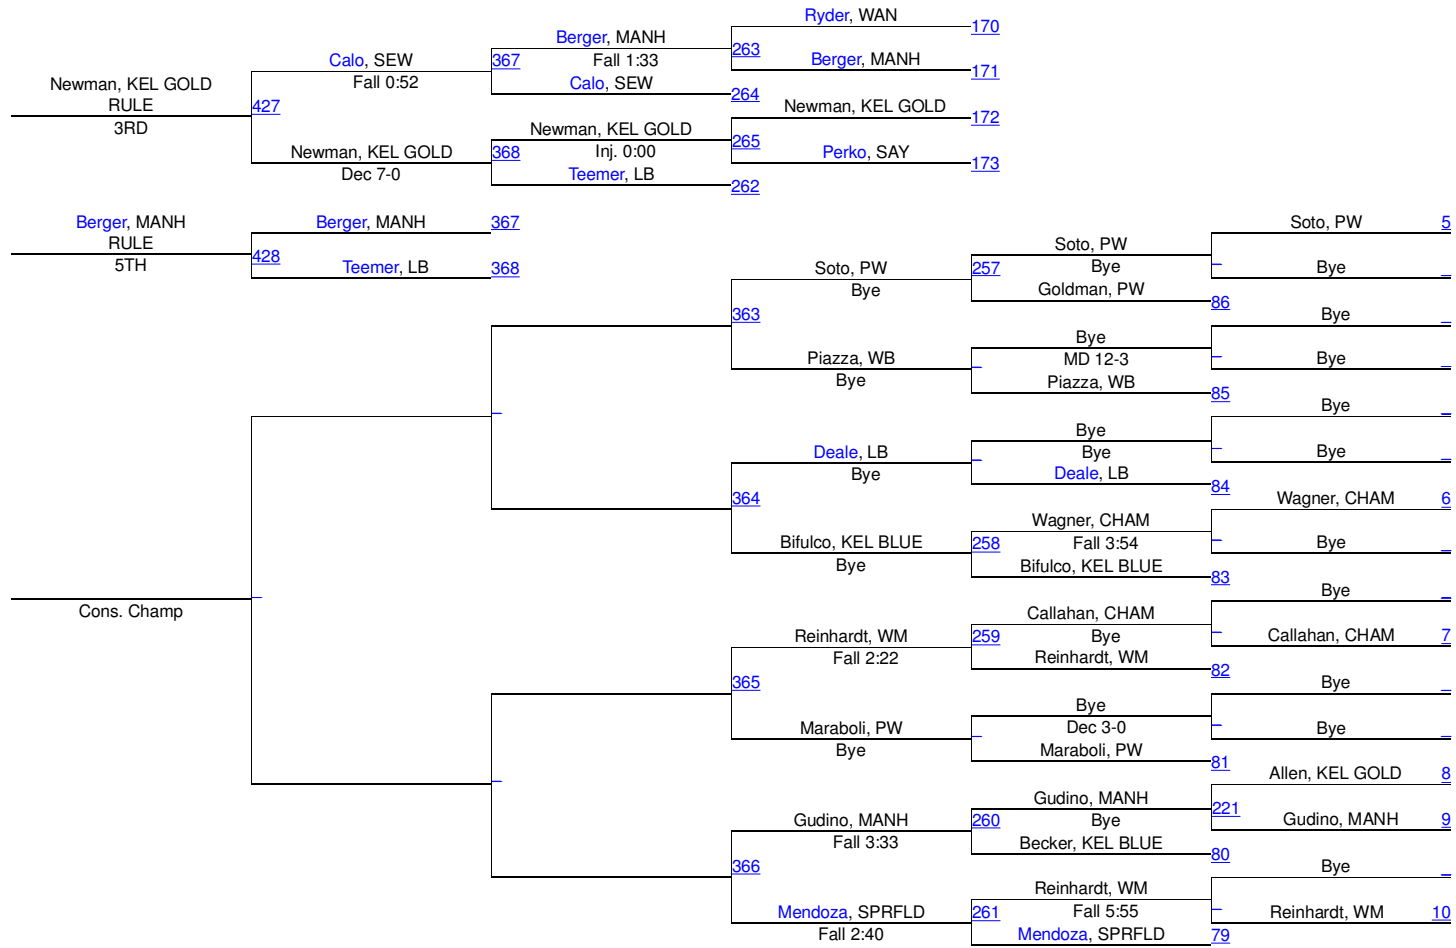 Ryder, WAN
170
Berger, MANH
263
Fall 1:33
Berger, MANH
171
Calo, SEW
367
Fall 0:52
Calo, SEW
264
Newman, KEL GOLD
RULE
427
3RD
Newman, KEL GOLD
172
Newman, KEL GOLD
265
Inj. 0:00
Perko, SAY
173
Newman, KEL GOLD
368
Dec 7-0
Teemer, LB
262
Berger, MANH
RULE
5TH
Berger, MANH
367
428
Teemer, LB
368
Soto, PW
5
Soto, PW
Bye
257
Soto, PW
Bye
Bye
Goldman, PW
86
363
Bye
Bye
Piazza, WB
MD 12-3
Bye
Bye
Piazza, WB
85
Bye
Bye
Deale, LB
Bye
Bye
Bye
Deale, LB
84
364
Wagner, CHAM
6
Wagner, CHAM
Bifulco, KEL BLUE
258
Fall 3:54
Bye
Bye
Bifulco, KEL BLUE
83
Cons. Champ
Bye
Callahan, CHAM
Reinhardt, WM
259
Bye
Callahan, CHAM
7
Fall 2:22
Reinhardt, WM
82
365
Bye
Bye
Maraboli, PW
Dec 3-0
Bye
Bye
Maraboli, PW
81
Allen, KEL GOLD
8
Gudino, MANH
221
Gudino, MANH
260
Bye
Gudino, MANH
9
Fall 3:33
Becker, KEL BLUE
80
366
Bye
Reinhardt, WM
Mendoza, SPRFLD
261
Fall 5:55
Reinhardt, WM
10
Fall 2:40
Mendoza, SPRFLD
79